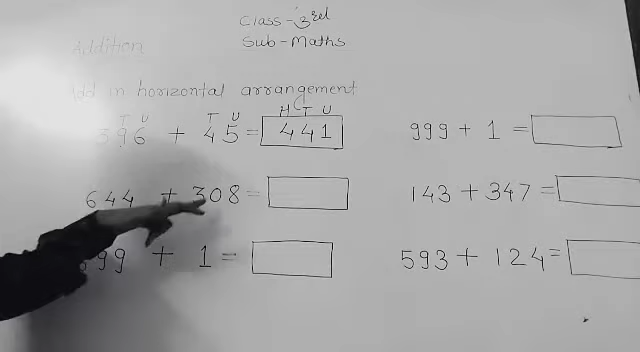 Class - 3rd
Addition
Sub - Maths
Add in horizontal arrangement
T U T U H T U
396 + 45 = 441
999 + 1 =
644 + 308 =
143 + 347 =
99 + 1 =
593 + 124 =